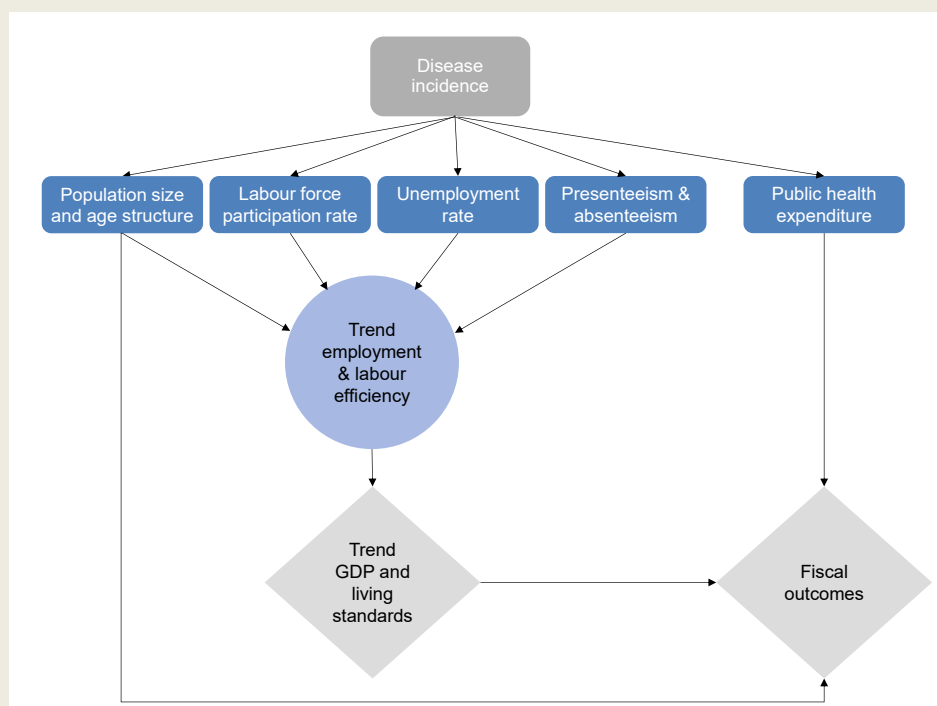 Disease
incidence
Population size
and age structure
Labour force
participation rate
Unemployment
rate
Presenteeism &
absenteeism
Public health
expenditure
Trend
employment
& labour
efficiency
Trend
GDP and
living
standards
Fiscal
outcomes